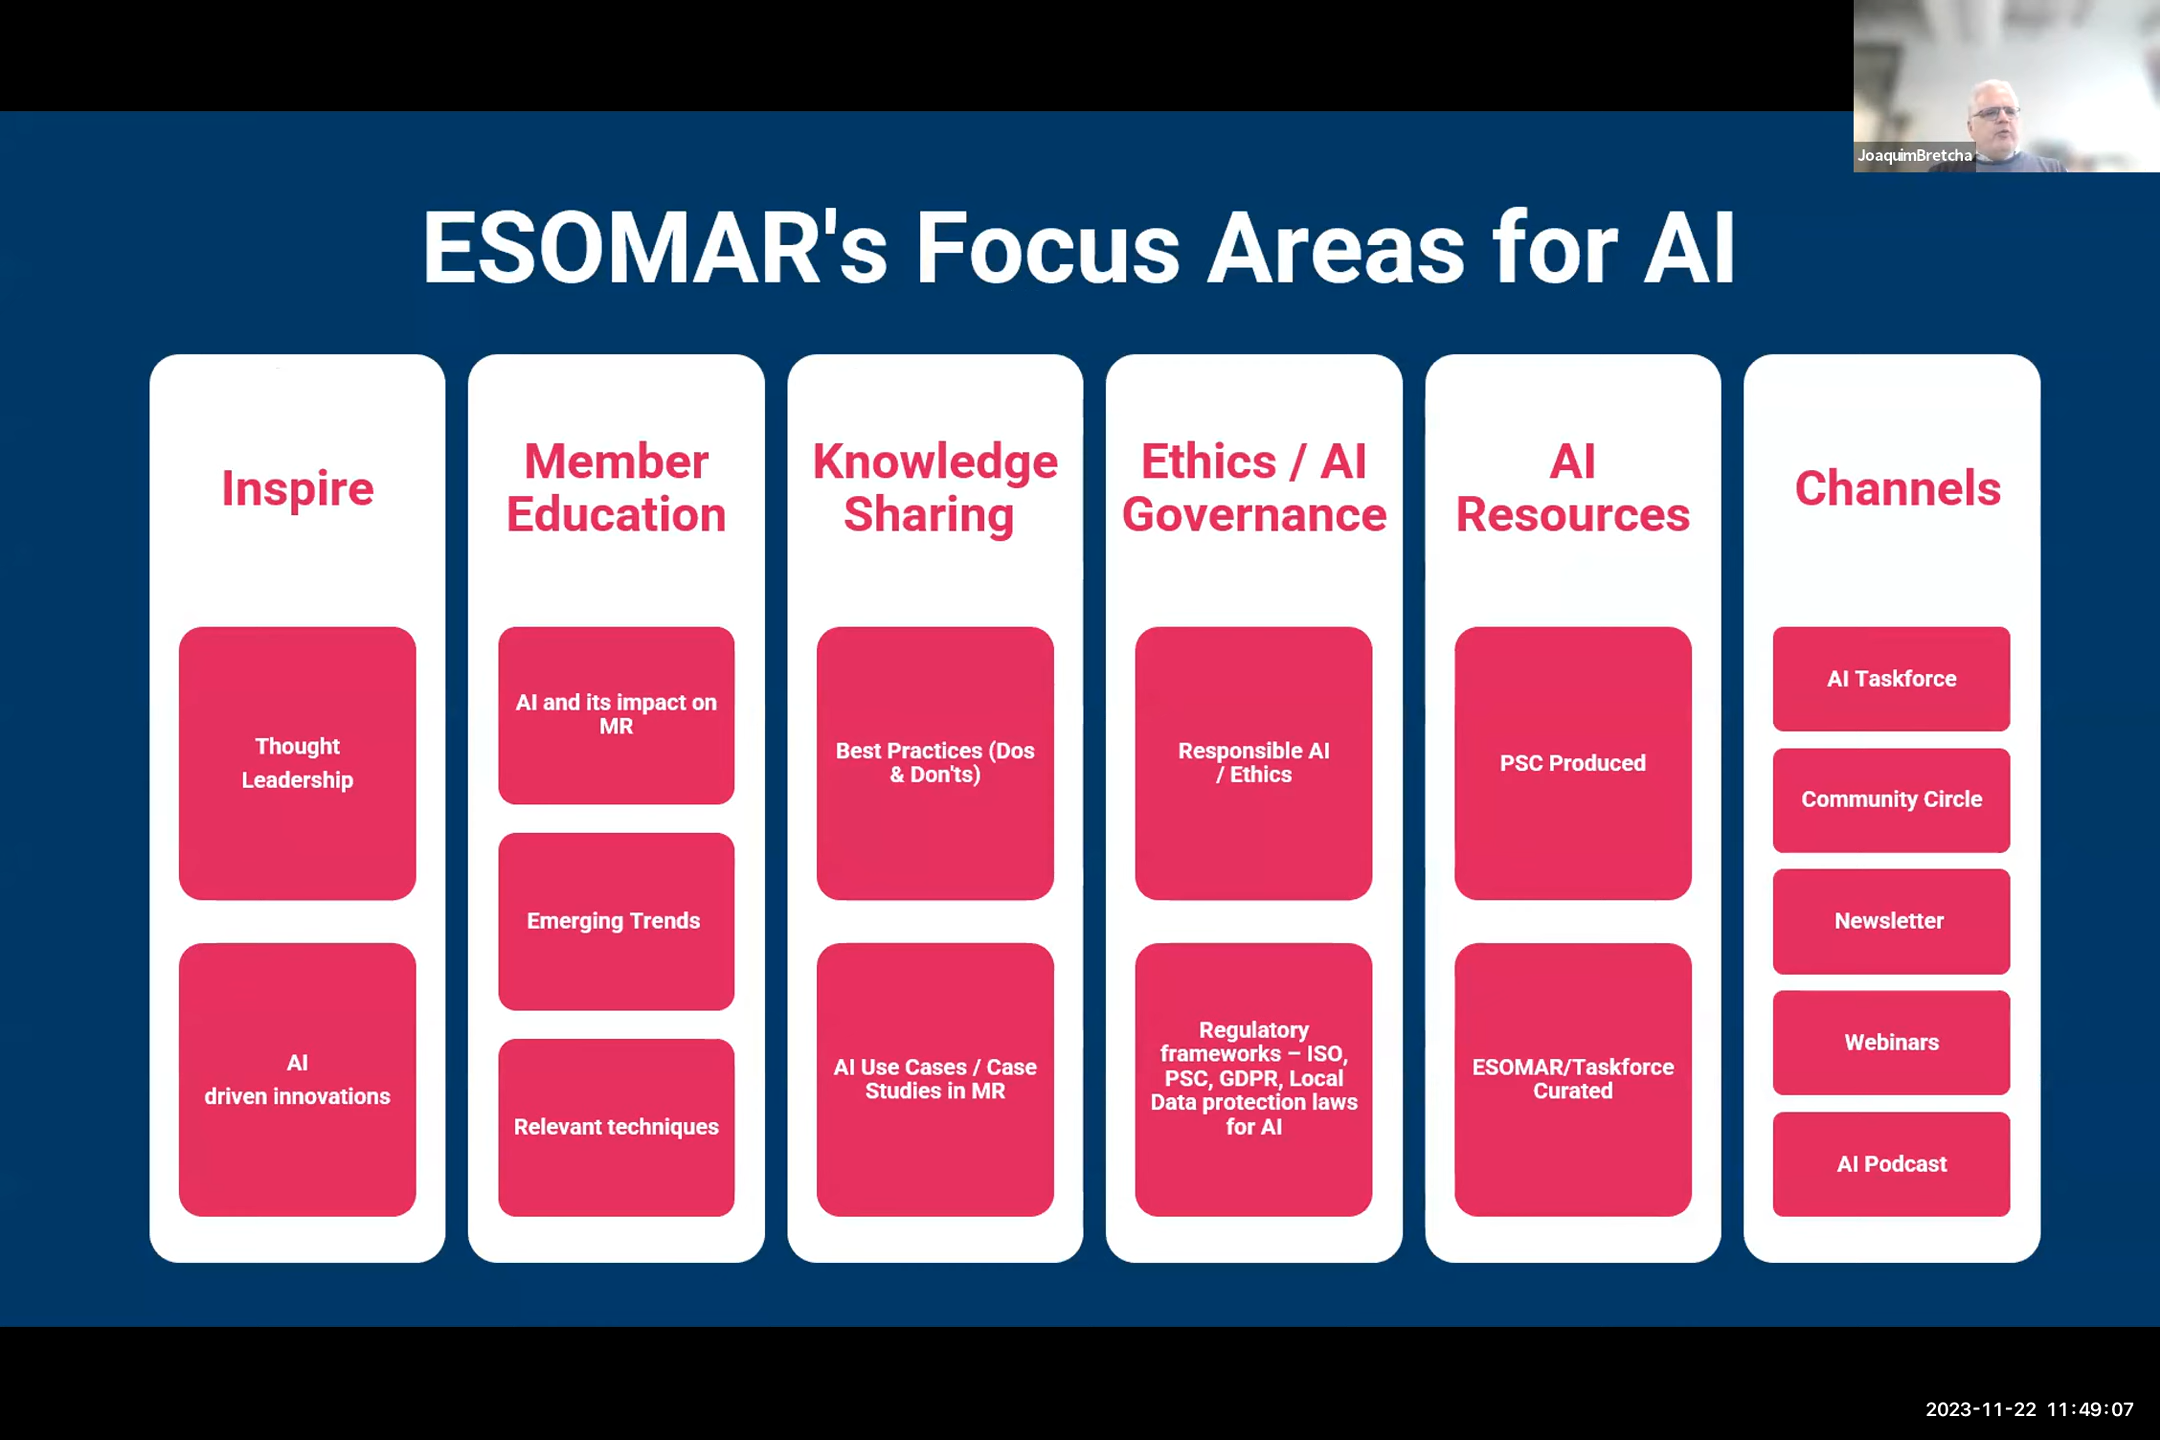 JoaquimBretcha
ESOMAR's Focus Areas for AI
Inspire
Thought
Leadership
AI
driven innovations
Member
Education
AI and its impact on
MR
Emerging Trends
Relevant techniques
Knowledge
Sharing
Best Practices (Dos
& Don'ts)
AI Use Cases / Case
Studies in MR
Ethics / AI
Governance
Responsible AI
/ Ethics
Regulatory
frameworks – ISO,
PSC, GDPR, Local
Data protection laws
for AI
AI
Resources
PSC Produced
ESOMAR/Taskforce
Curated
Channels
AI Taskforce
Community Circle
Newsletter
Webinars
AI Podcast
2023-11-22 11:49:07